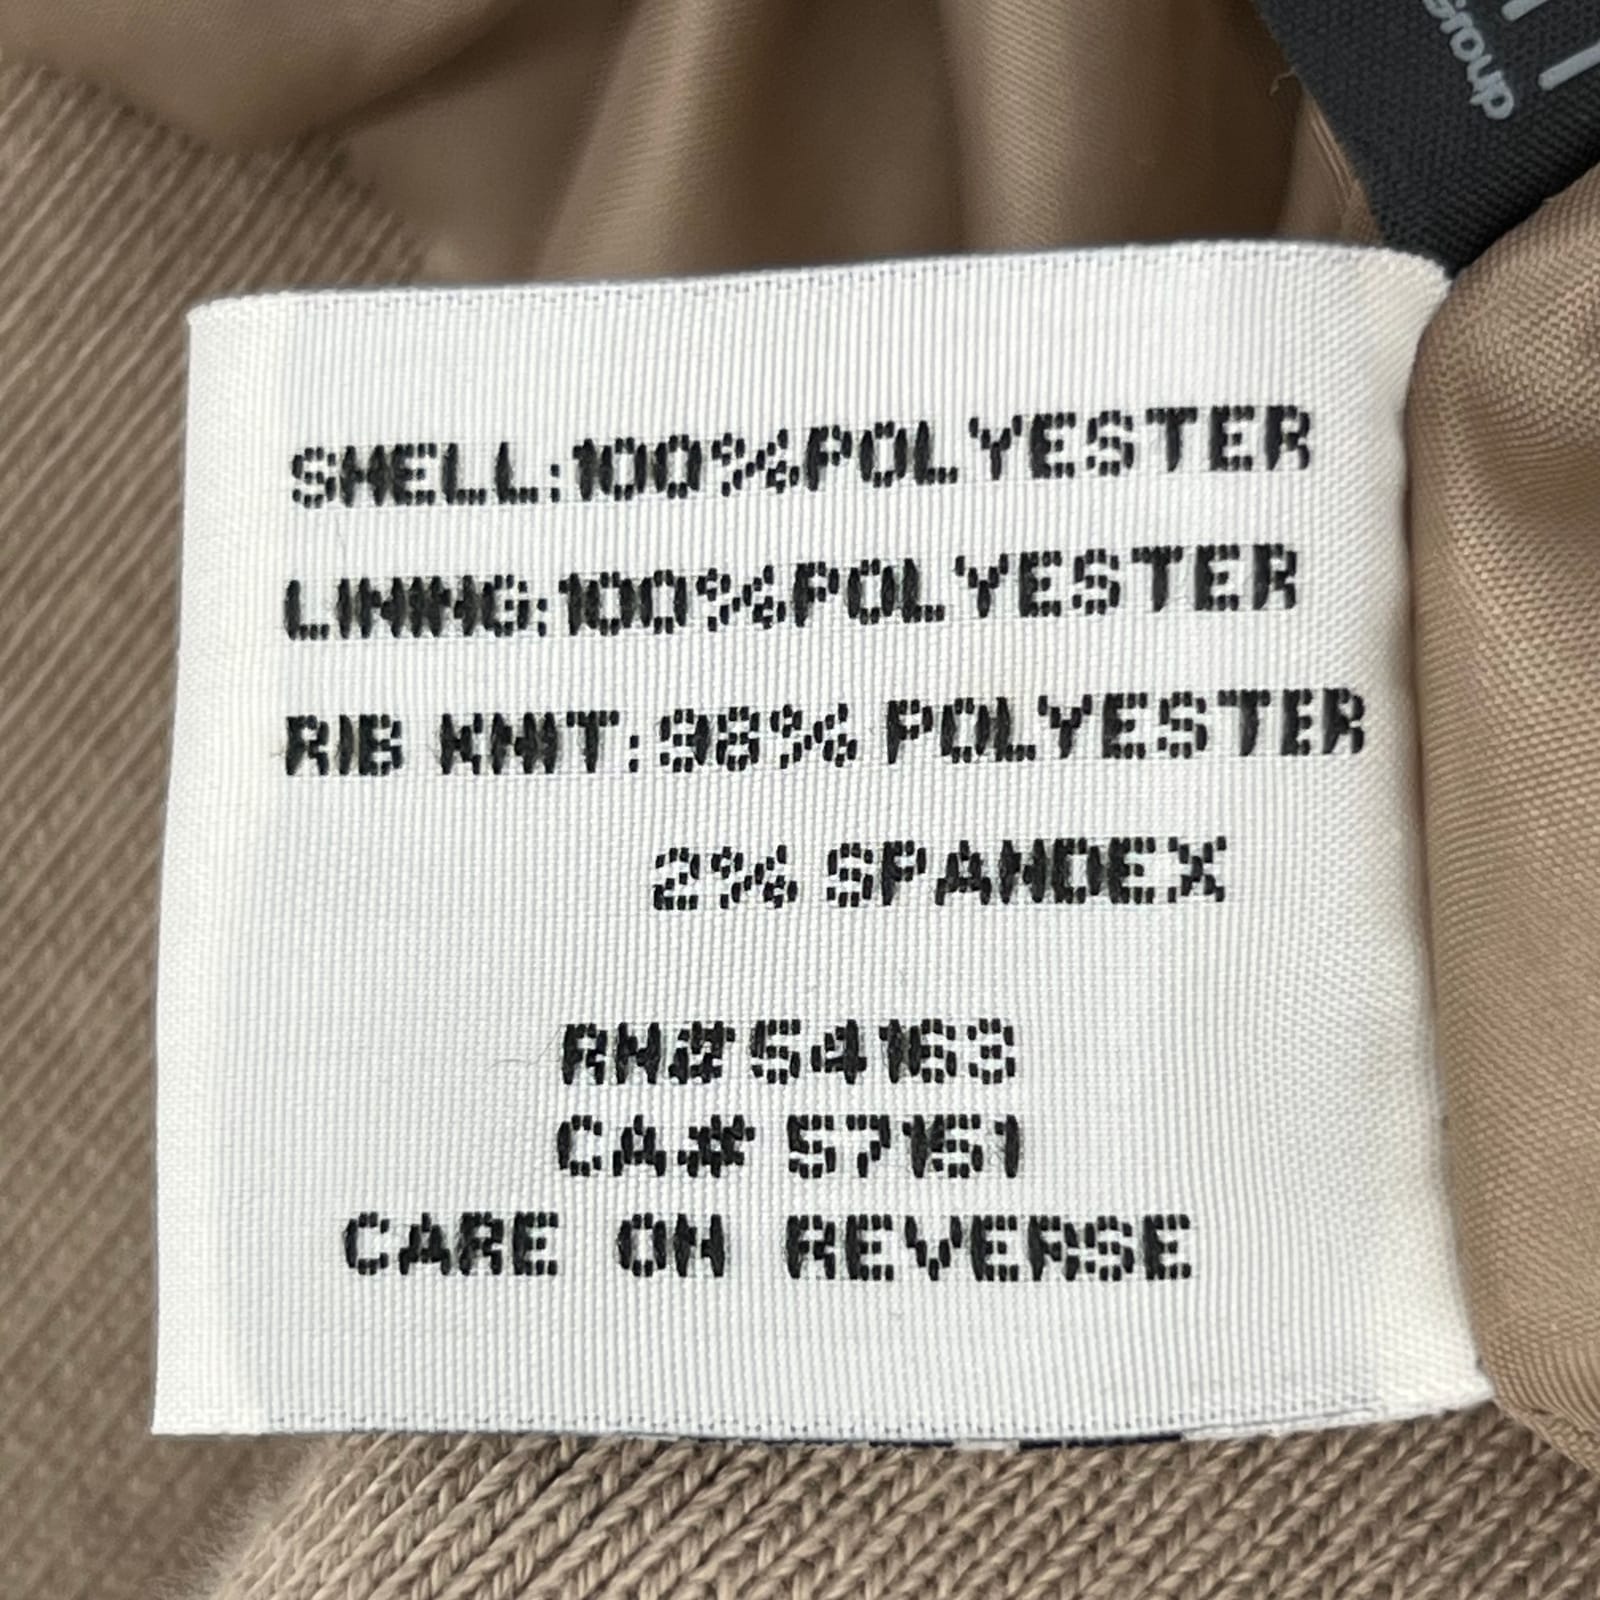 Group
SHELL:100%POLYESTER
LINING:100%POLYESTER
RIB KNIT:98% POLYESTER
2% SPANDEX
RN#54163
CA# 57151
CARE ON REVERSE